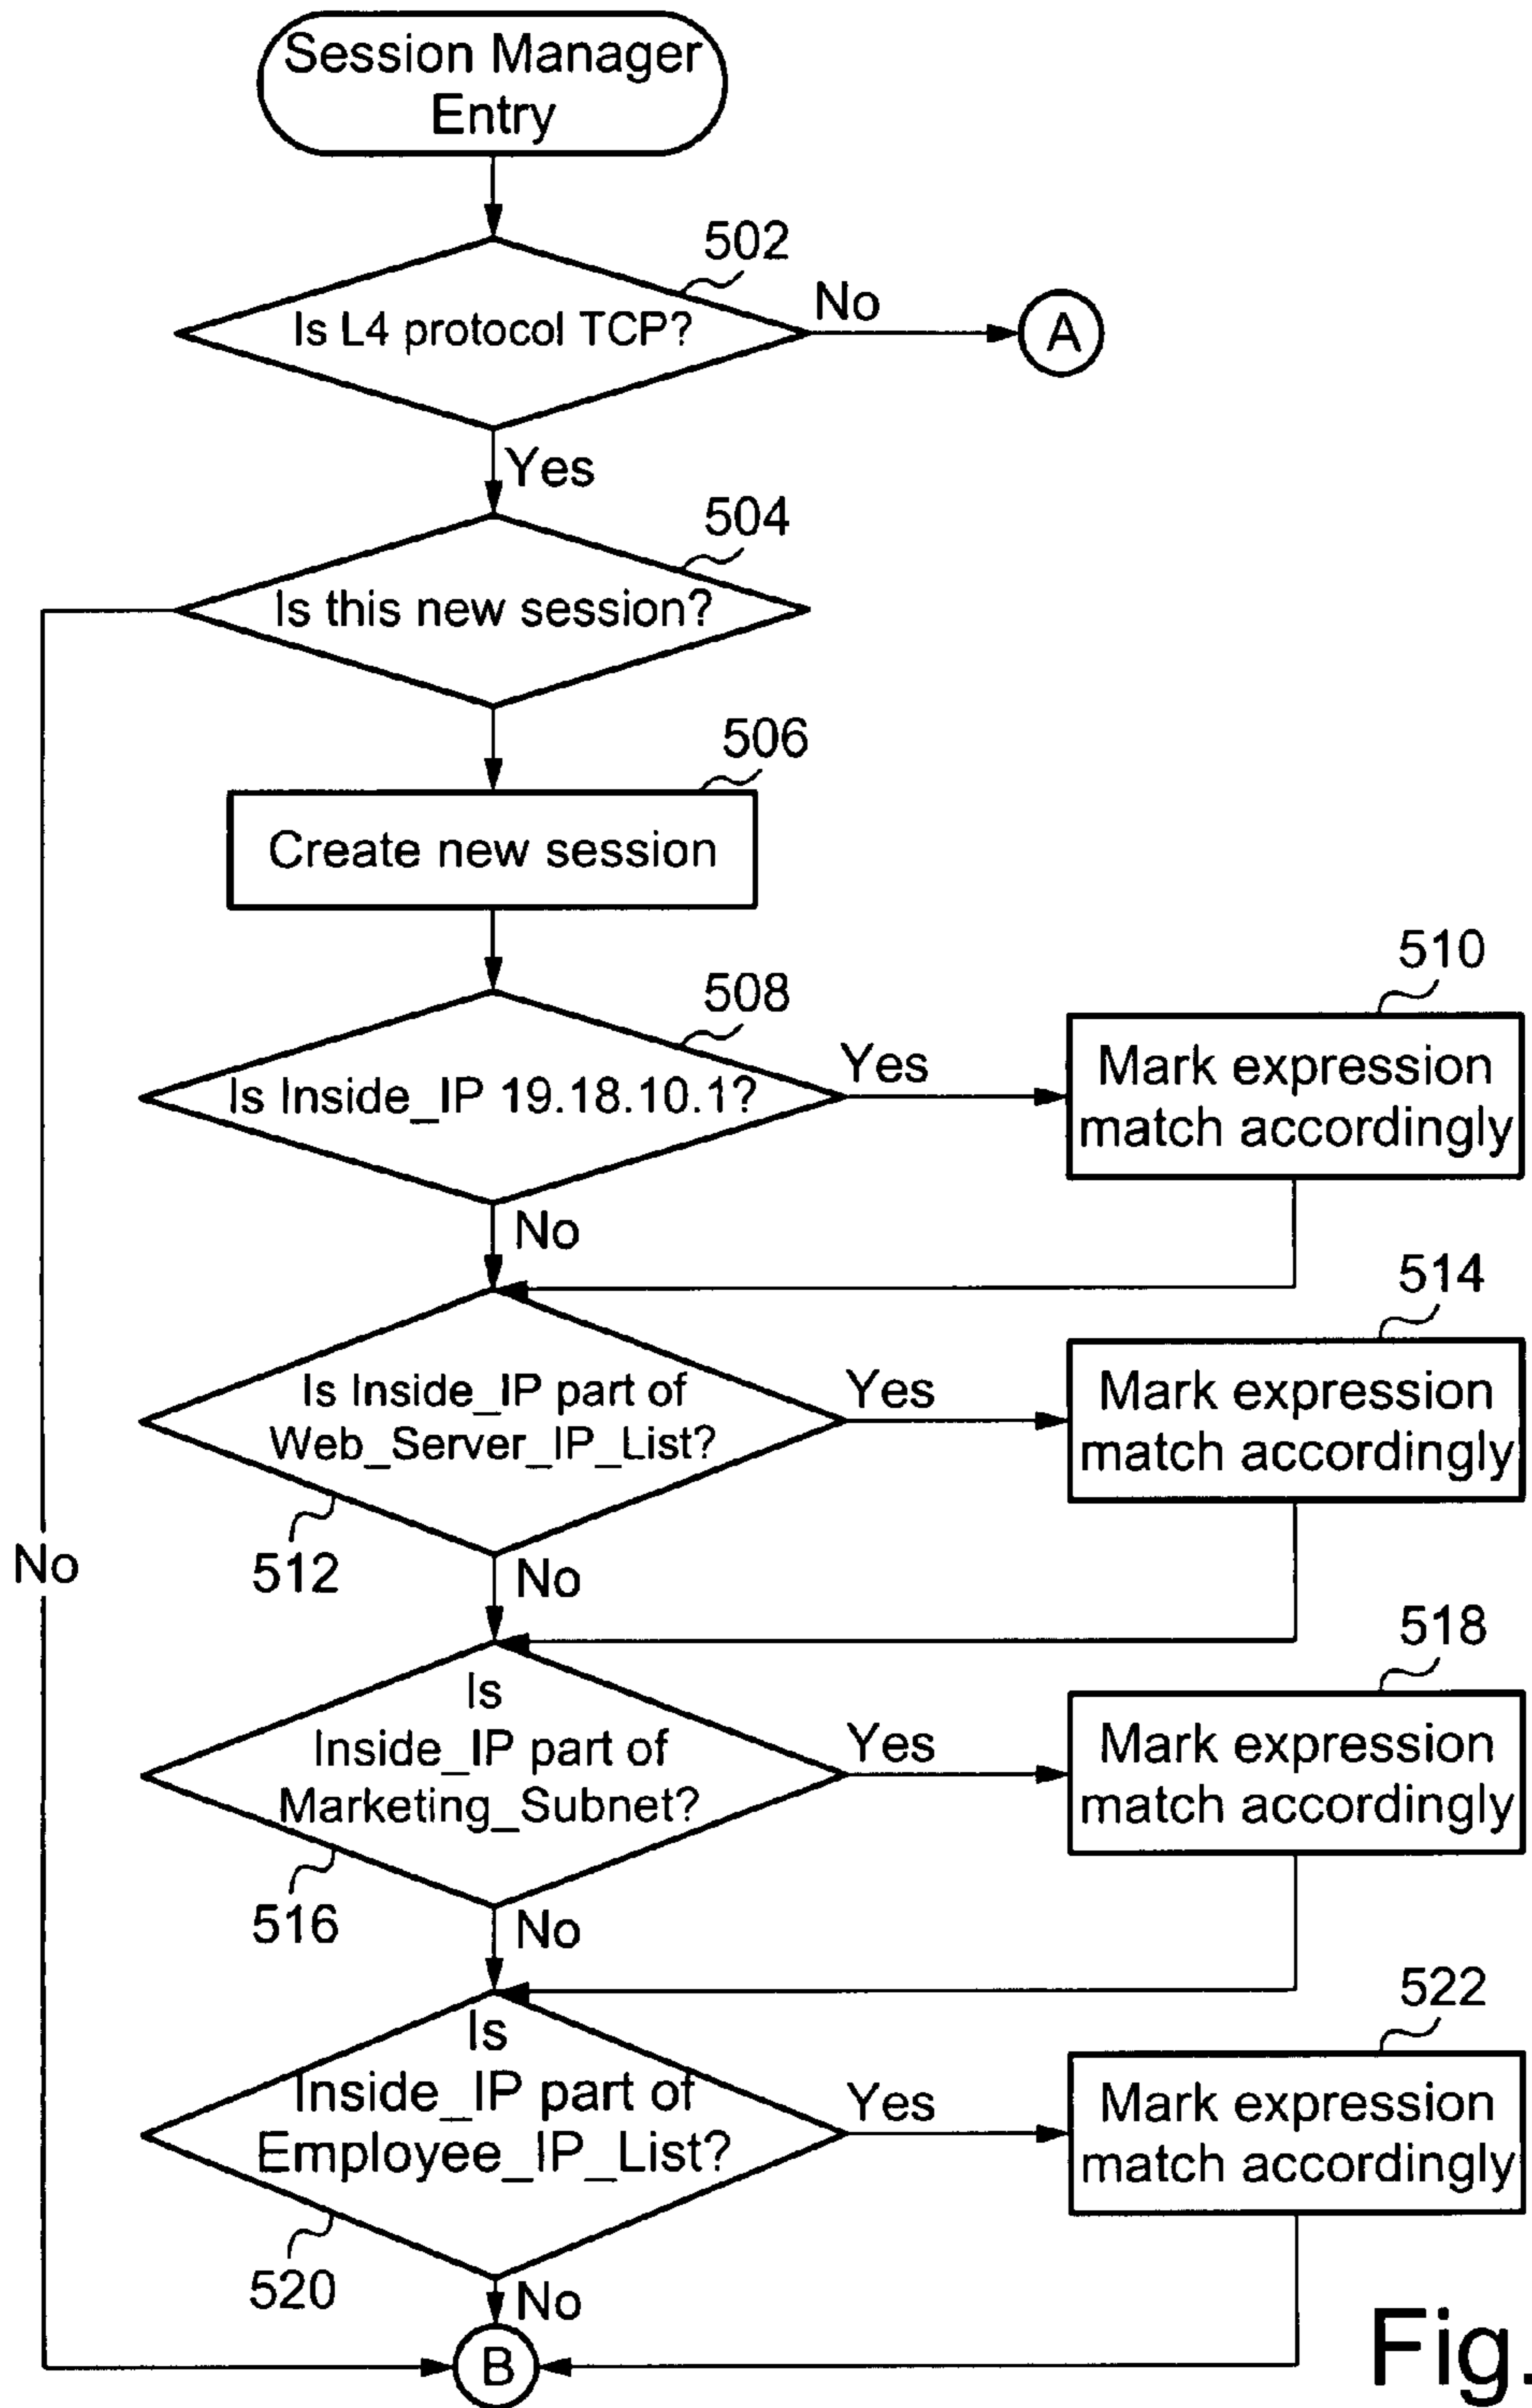 Session Manager
Entry
502
Is L4 protocol TCP?
No
A
Yes
504
Is this new session?
506
Create new session
508
Is Inside_IP 19.18.10.1?
Yes
510
Mark expression
match accordingly
No
Is Inside_IP part of
Web_Server_IP_List?
512
Yes
514
Mark expression
match accordingly
No
No
Is
Inside_IP part of
Marketing_Subnet?
516
Yes
518
Mark expression
match accordingly
No
Is
Inside_IP part of
Employee_IP_List?
520
Yes
522
Mark expression
match accordingly
No
B
Fig.